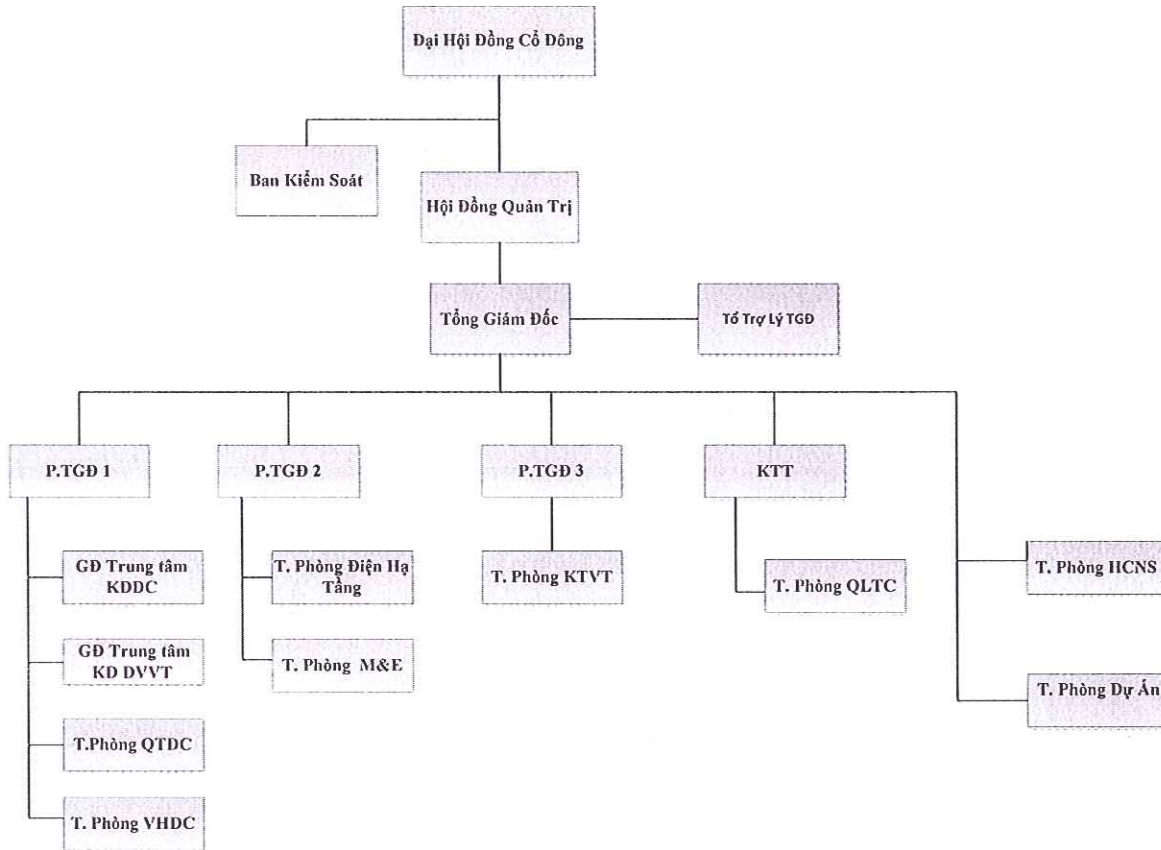 Đại Hội Đồng Cổ Đông
Ban Kiểm Soát
Hội Đồng Quản Trị
Tổng Giám Đốc
Tổ Trợ Lý TGĐ
P.TGĐ 1
P.TGĐ 2
P.TGĐ 3
KTT
GĐ Trung tâm
KDDC
T. Phòng Điện Hạ
Tầng
T. Phòng KTVT
T. Phòng QLTC
T. Phòng HCNS
GĐ Trung tâm
KD DVVT
T. Phòng M&E
T. Phòng Dự Án
T.Phòng QTDC
T. Phòng VHDC